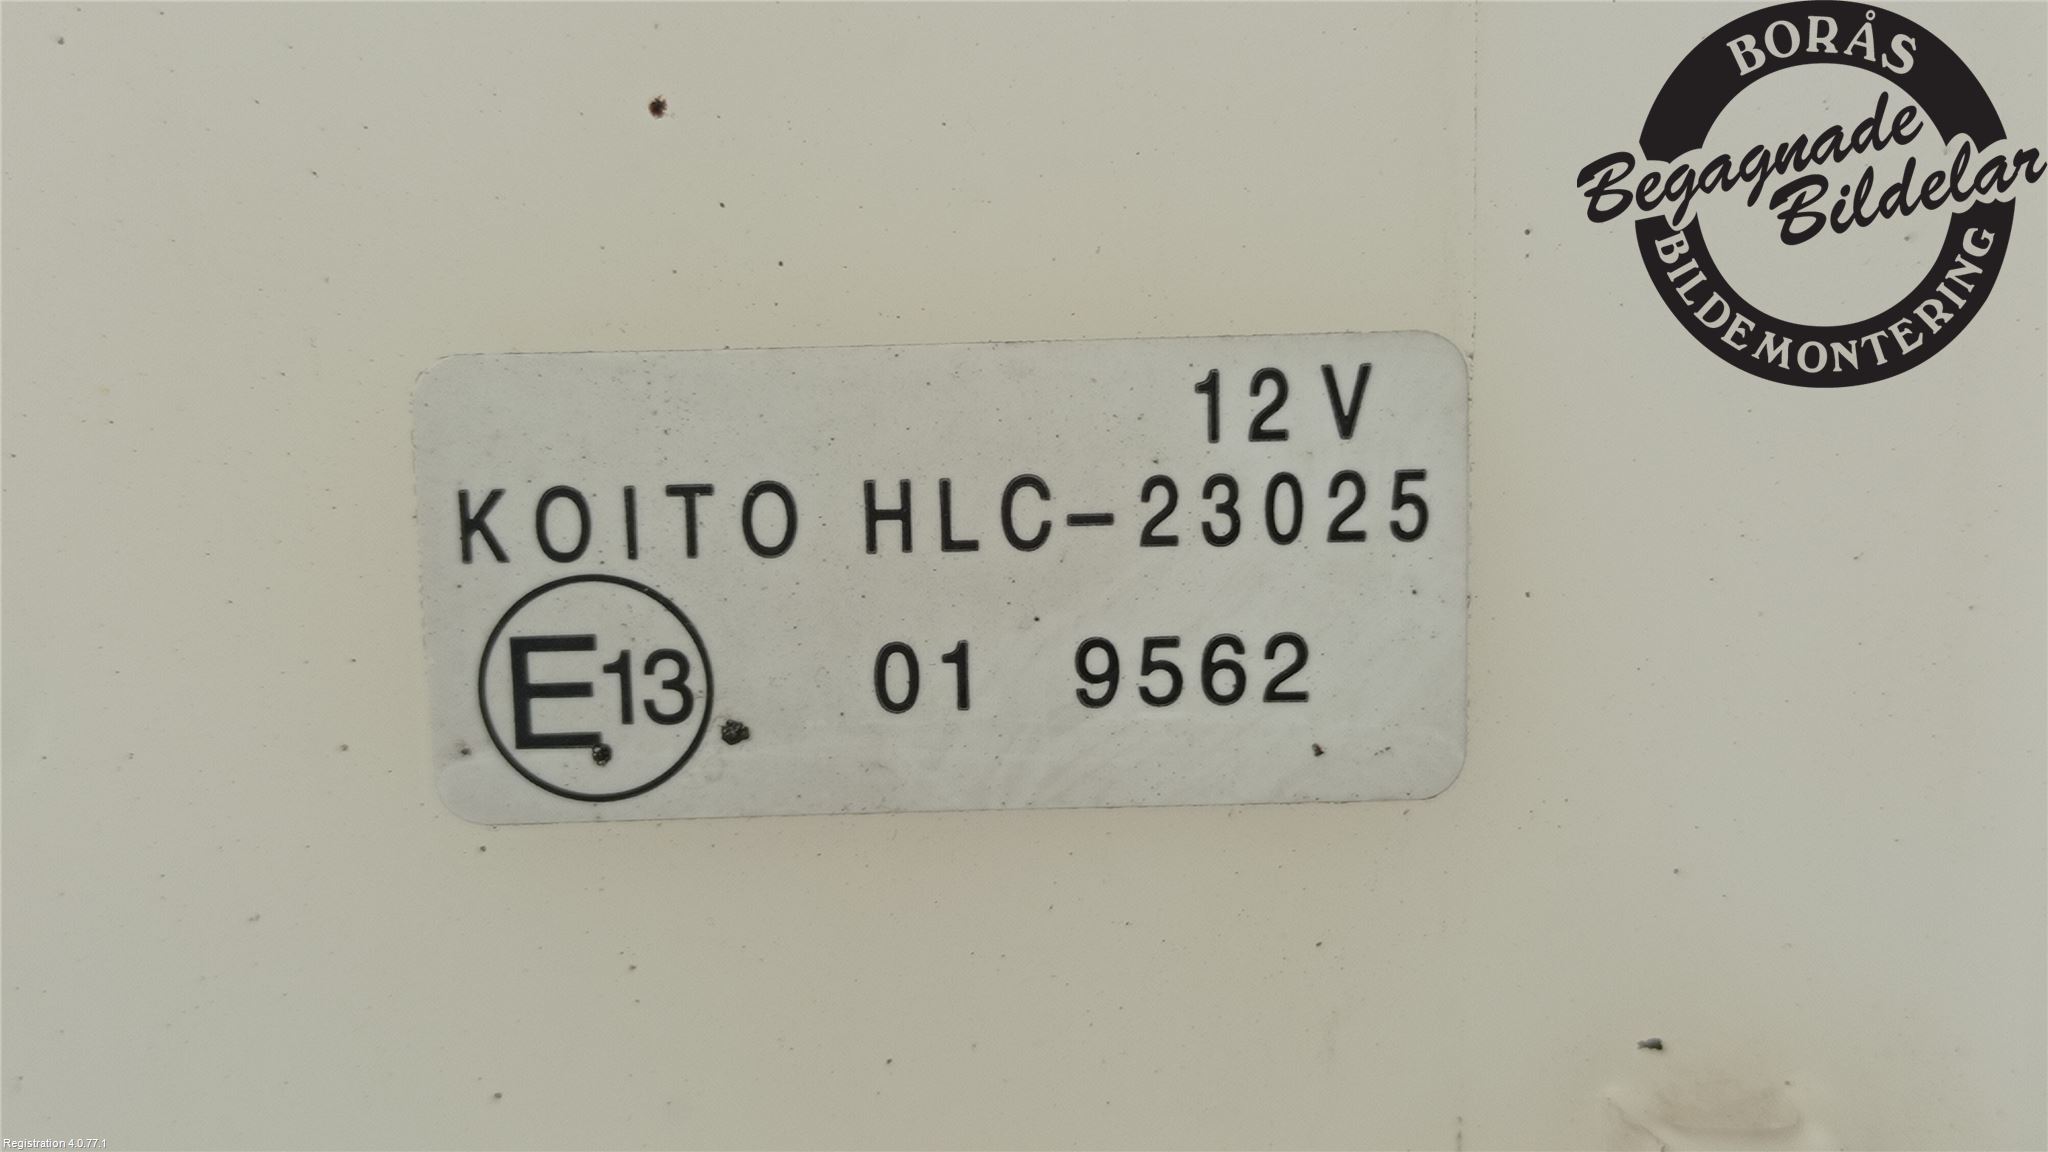 BORÅS
Begagnade
Bildelar
BILDEMONTERING
12V
KOITO HLC-23025
E13 01 9562
Registration 4.0.77.1